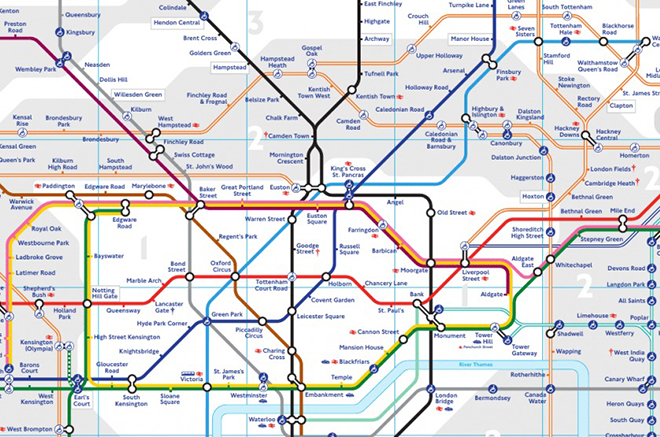 Kenton
Preston
Road
Queensbury
Kingsbury
Wembley Park
Neasden
Dollis Hill
Willesden Green
Kilburn
Colindale
Hendon Central
Brent Cross
Golders Green
Hampstead
3
East Finchley
Highgate
Archway
Crouch
Hill
Turnpike Lane
Green
Lanes
South Tottenham
Manor House
Seven
Sisters
Tottenham
Hale
Blackhorse
Road
Stamford
Hill
Walthamstow
Queen's Road
St. James Street
Clapton
Stoke
Newington
Rectory
Road
Upper Holloway
Arsenal
Finsbury
Park
Holloway Road
Gospel
Oak
Hampstead
Heath
Tufnell Park
Kentish
Town West
Kentish Town
Finchley Road
& Frognal
Belsize Park
Chalk Farm
Camden Town
Camden
Road
Caledonian Road
Caledonian
Road &
Barnsbury
Highbury &
Islington
Canonbury
Dalston
Kingsland
Dalston Junction
Hackney
Downs
Hackney
Central
Homerton
London Fields
Cambridge Heath
Kensal
Rise
Brondesbury
Park
Brondesbury
Kensal Green
Queen's Park
Kilburn
High Road
South
Hampstead
West
Hampstead
Finchley Road
Swiss Cottage
St. John's Wood
2
Mornington
Crescent
Euston
King's Cross
St. Pancras
Haggerston
Hoxton
Bethnal Green
Bethnal Green
Mile End
Shoreditch
High Street
Stepney Green
Paddington
Edgware Road
Marylebone
Baker
Street
Great Portland
Street
Warren Street
Euston
Square
Angel
Old Street
Farringdon
Barbican
Moorgate
Liverpool
Street
Aldgate
East
Aldgate
Whitechapel
Warwick
Avenue
Royal Oak
Westbourne Park
Ladbroke Grove
Latimer Road
Edgware
Road
Bayswater
1
Regent's Park
Goodge
Street
Russell
Square
Bond
Street
Oxford
Circus
Marble Arch
Lancaster
Gate
Tottenham
Court Road
Holborn
Chancery Lane
Covent Garden
St. Paul's
Bank
2
Devons Road
Langdon Park
All Saints
Shepherd's
Bush
Holland
Park
Notting
Hill Gate
Queensway
Hyde Park Corner
Green Park
Piccadilly
Circus
Leicester Square
Cannon Street
Monument
Tower
Hill
Fenchurch Street
Tower
Gateway
Limehouse
Westferry
Poplar
Shadwell
Wapping
West India
Quay
Kensington
(Olympia)
High Street Kensington
Knightsbridge
Charing
Cross
Mansion House
Blackfriars
Temple
River Thames
Rotherhithe
Canary Wharf
Barons
Court
Gloucester
Road
St. James's
Park
Victoria
Embankment
West
Kensington
Earl's
Court
South
Kensington
Sloane
Square
Westminster
London
Bridge
Bermondsey
Canada
Water
Heron Quays
South Quay
West Brompton
Waterloo